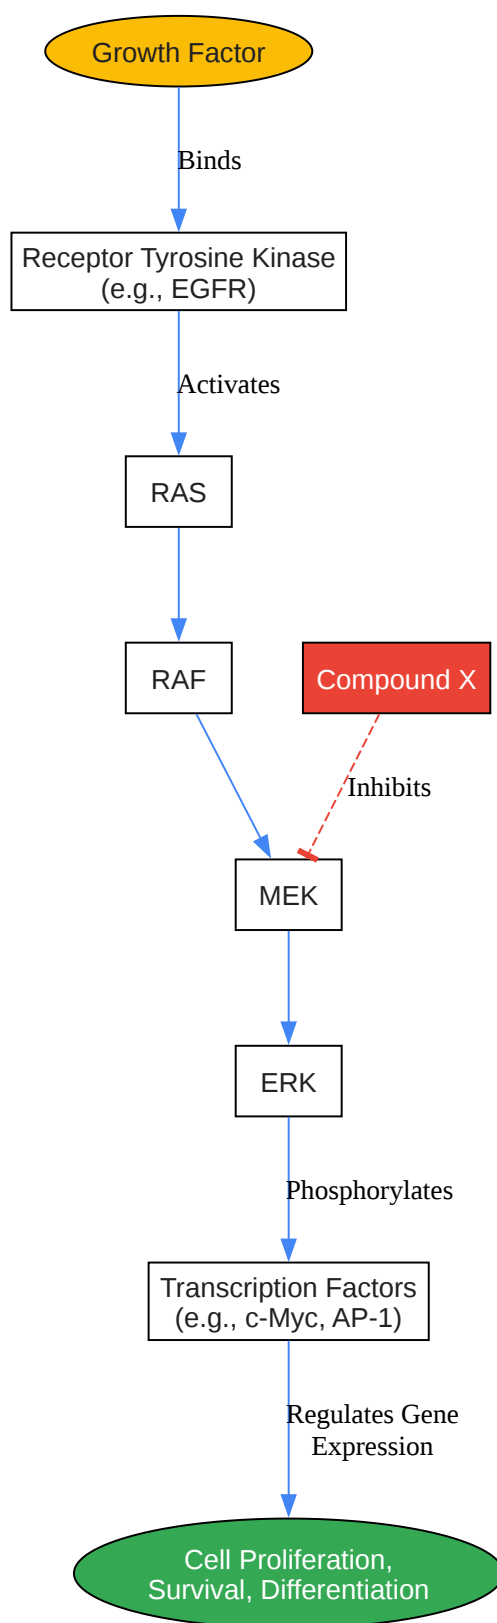 Growth Factor
Binds
Receptor Tyrosine Kinase
(e.g., EGFR)
Activates
RAS
RAF
Compound X
Inhibits
MEK
ERK
Phosphorylates
Transcription Factors
(e.g., c-Myc, AP-1)
Regulates Gene
Expression
Cell Proliferation,
Survival, Differentiation